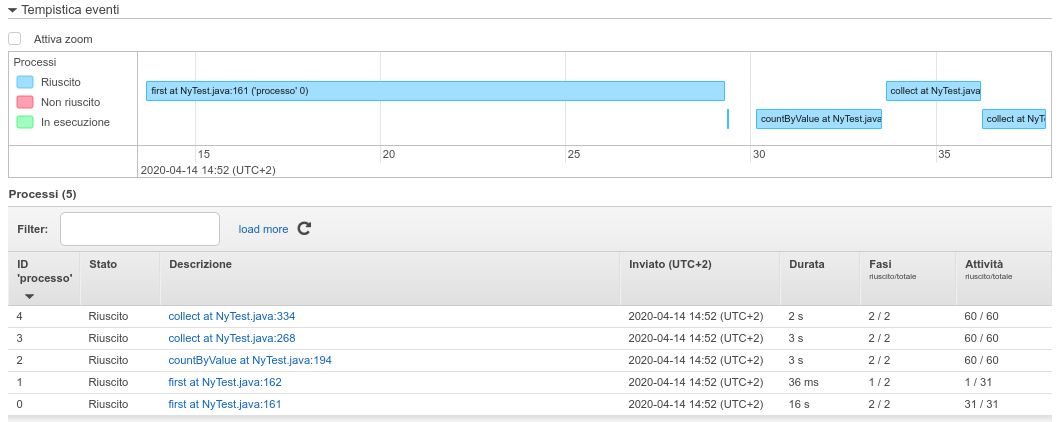 Tempistica eventi
Attiva zoom
Processi
Riuscito
Non riuscito
In esecuzione
first at NyTest.java:161 ('processo' 0)
collect at NyTest.java
countByValue at NyTest.java
collect at NyTe
15 20 25 30 35
2020-04-14 14:52 (UTC+2)
Processi (5)
Filter: load more
ID 'processo' Stato Descrizione Inviato (UTC+2) Durata Fasi riuscito/totale Attività riuscito/totale
4 Riuscito collect at NyTest.java:334 2020-04-14 14:52 (UTC+2) 2 s 2 / 2 60 / 60
3 Riuscito collect at NyTest.java:268 2020-04-14 14:52 (UTC+2) 3 s 2 / 2 60 / 60
2 Riuscito countByValue at NyTest.java:194 2020-04-14 14:52 (UTC+2) 3 s 2 / 2 60 / 60
1 Riuscito first at NyTest.java:162 2020-04-14 14:52 (UTC+2) 36 ms 1 / 2 1 / 31
0 Riuscito first at NyTest.java:161 2020-04-14 14:52 (UTC+2) 16 s 2 / 2 31 / 31